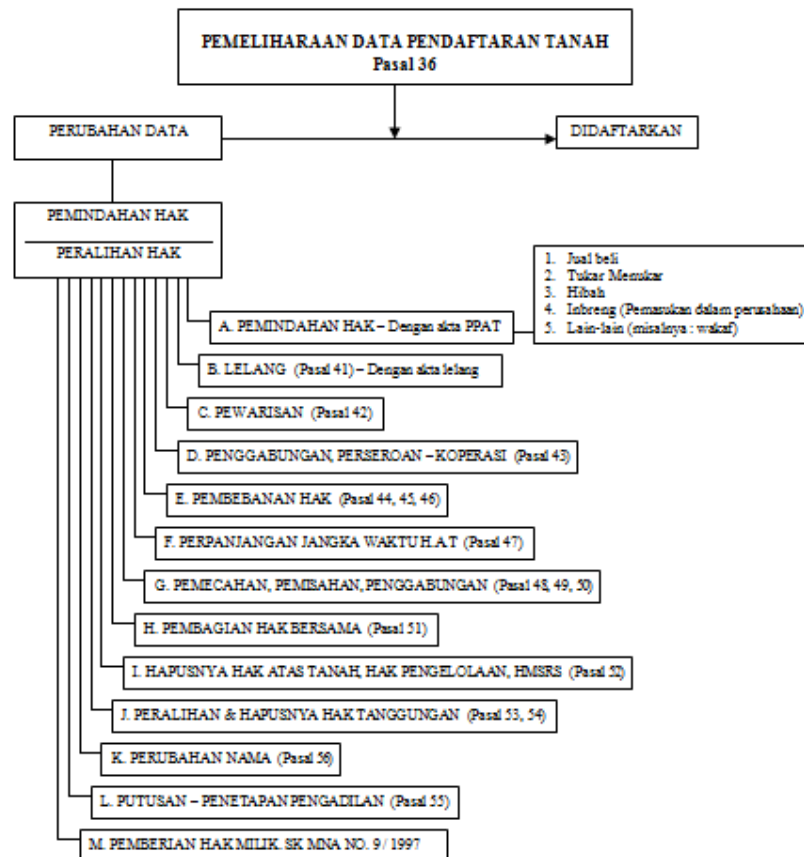 PEMELIHARAAN DATA PENDAFTARAN TANAH
Pasal 36
PERUBAHAN DATA
DIDAFTARKAN
PEMINDAHAN HAK
PERALIHAN HAK
1. Jual beli
2. Tukar Menukar
3. Hibah
4. Inbreng (Pemasukan dalam perusahaan)
5. Lain-lain (misalnya : wakaf)
A. PEMINDAHAN HAK – Dengan akta PPAT
B. LELANG (Pasal 41) – Dengan akta lelang
C. PEWARISAN (Pasal 42)
D. PENGGABUNGAN, PERSEROAN – KOPERASI (Pasal 43)
E. PEMBEBANAN HAK (Pasal 44, 45, 46)
F. PERPANJANGAN JANGKA WAKTU H.A.T (Pasal 47)
G. PEMECAHAN, PEMISAHAN, PENGGABUNGAN (Pasal 48, 49, 50)
H. PEMBAGIAN HAK BERSAMA (Pasal 51)
I. HAPUSNYA HAK ATAS TANAH, HAK PENGELOLAAN, HMSRS (Pasal 52)
J. PERALIHAN & HAPUSNYA HAK TANGGUNGAN (Pasal 53, 54)
K. PERUBAHAN NAMA (Pasal 56)
L. PUTUSAN – PENETAPAN PENGADILAN (Pasal 55)
M. PEMBERIAN HAK MILIK. SK MNA NO. 9 / 1997